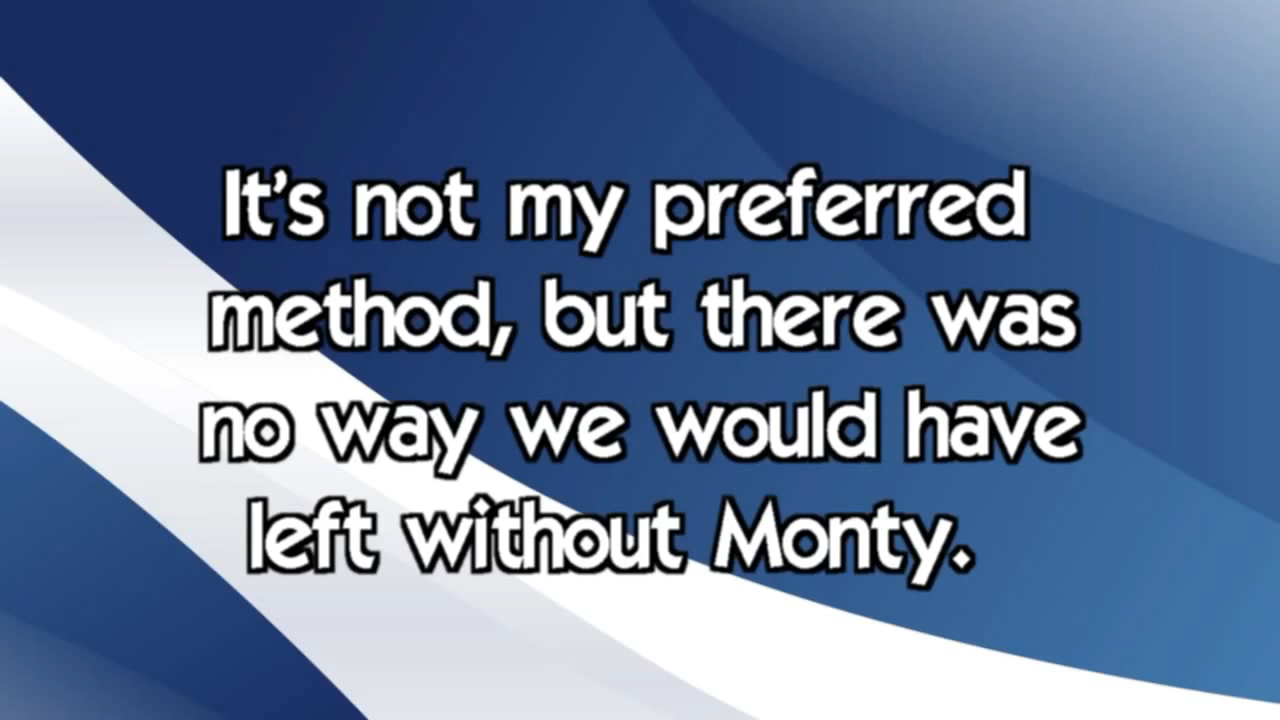 It's not my preferred
method, but there was
no way we would have
left without Monty.